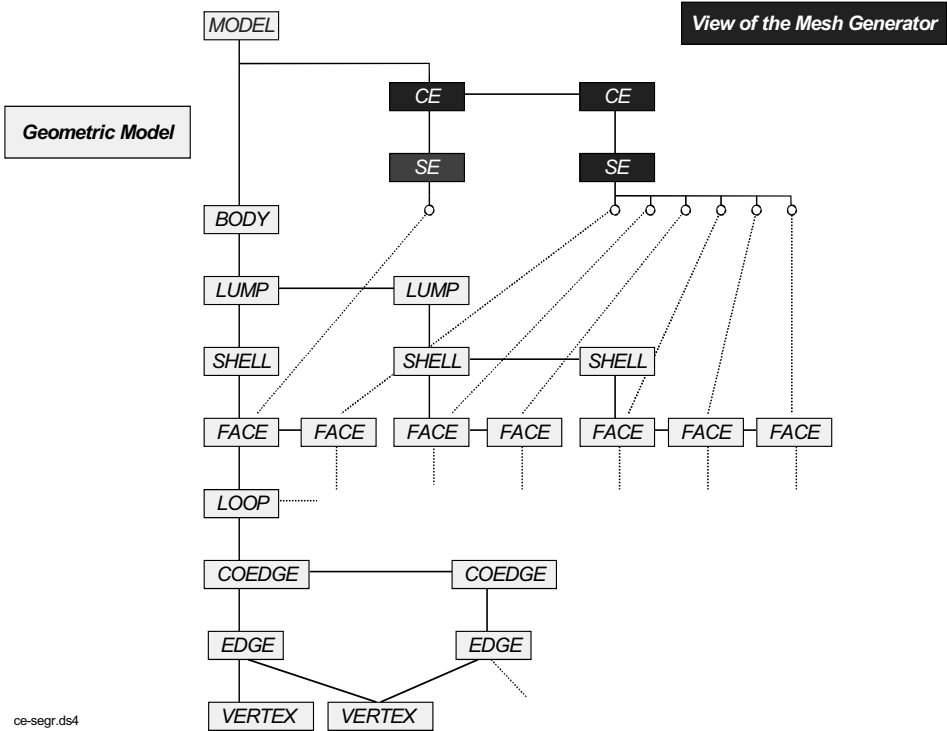 MODEL
View of the Mesh Generator
CE
CE
Geometric Model
SE
SE
BODY
LUMP
LUMP
SHELL
SHELL
SHELL
FACE
FACE
FACE
FACE
FACE
FACE
FACE
LOOP
COEDGE
COEDGE
EDGE
EDGE
VERTEX
VERTEX
ce-segr.ds4